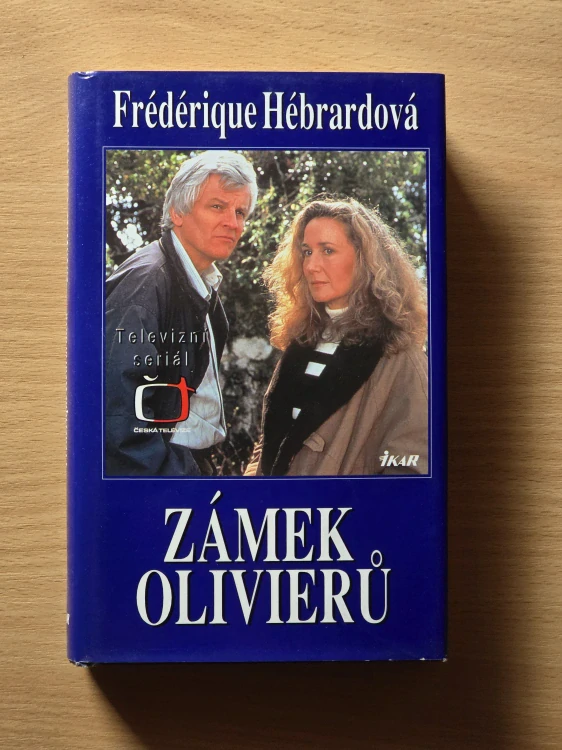 Frédérique Hébrardová
Televizní
seriál
ČESKÁ TELEVIZE
IKAR
ZÁMEK
OLIVIERŮ